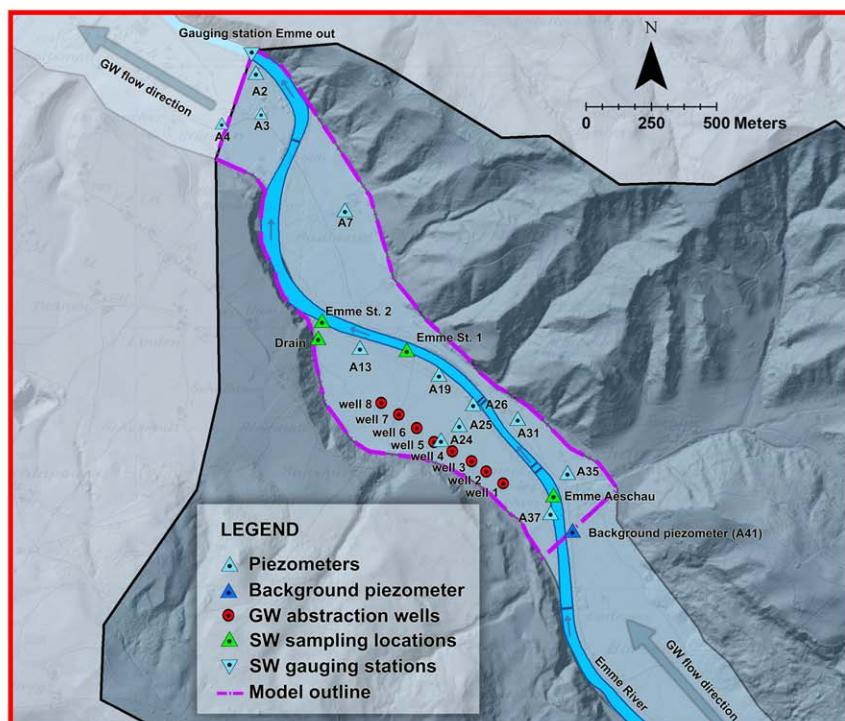 Gauging station Emme out
N
GW flow direction
A2
A3
A4
0 250 500 Meters
A7
Emme St. 2
Emme St. 1
Drain
A13
A19
A26
well 8
A31
well 7
A25
well 6
A24
well 5
well 4
A35
well 3
well 2
well 1
Emme Aeschau
A37
Background piezometer (A41)
LEGEND
Piezometers
Background piezometer
GW abstraction wells
SW sampling locations
SW gauging stations
Model outline
Emme River
GW flow direction